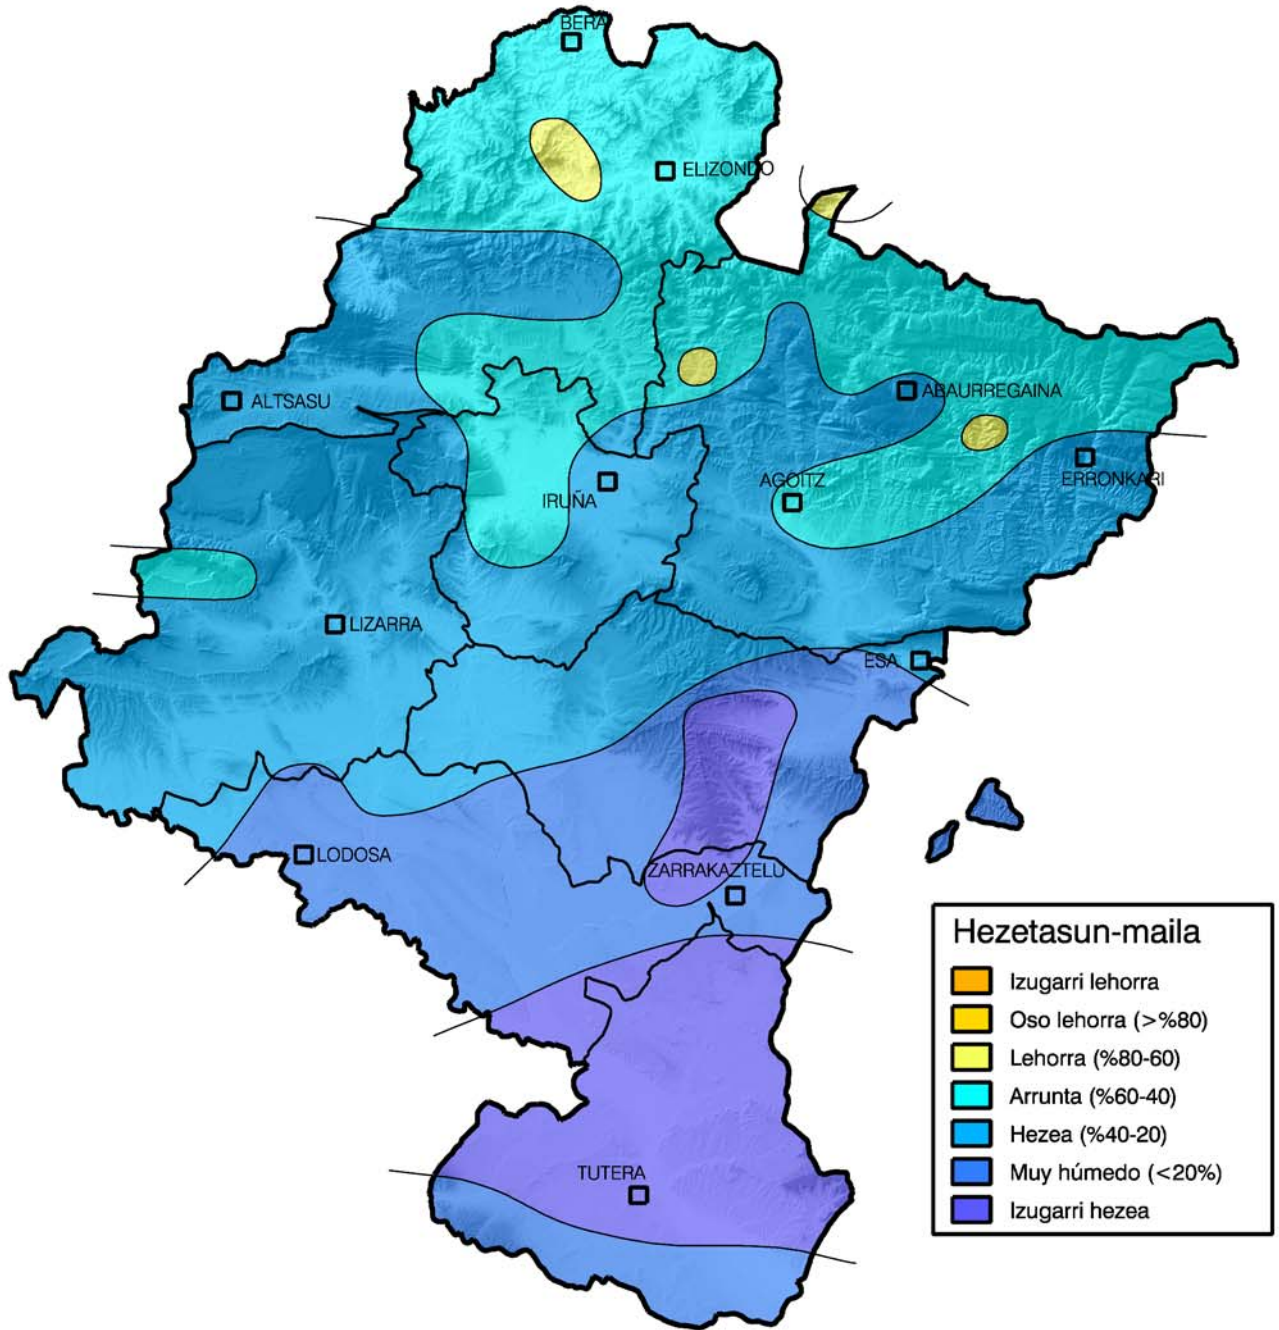 BERA
ELIZONDO
ALTSASU
ABAURREGAINA
AGOITZ
ERRONKARI
IRUÑA
LIZARRA
ESA
LODOSA
ZARRAKAZTELU
TUTERA
Hezetasun-maila
Izugarri lehorra
Oso lehorra (>%80)
Lehorra (%80-60)
Arrunta (%60-40)
Hezea (%40-20)
Muy húmedo (<20%)
Izugarri hezea